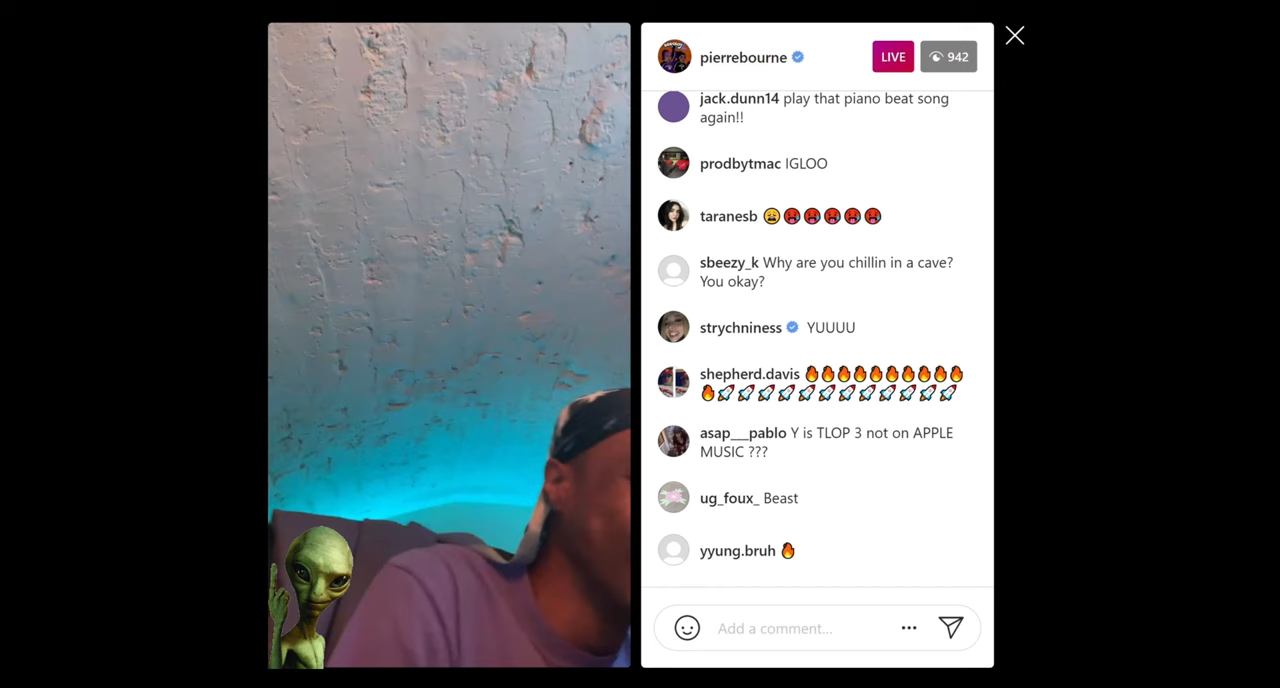 pierrebourne
LIVE
942
jack.dunn14 play that piano beat song
again!!
prodbytmac IGLOO
taranesb 😩🥵🥵🥵🥵🥵
sbeezy_k Why are you chillin in a cave?
You okay?
strychniness YUUUU
shepherd.davis 🔥🔥🔥🔥🔥🔥🔥🔥🔥🔥
🔥🚀🚀🚀🚀🚀🚀🚀🚀🚀🚀🚀🚀
asap___pablo Y is TLOP 3 not on APPLE
MUSIC ???
ug_foux_ Beast
yyung.bruh 🔥
Add a comment...